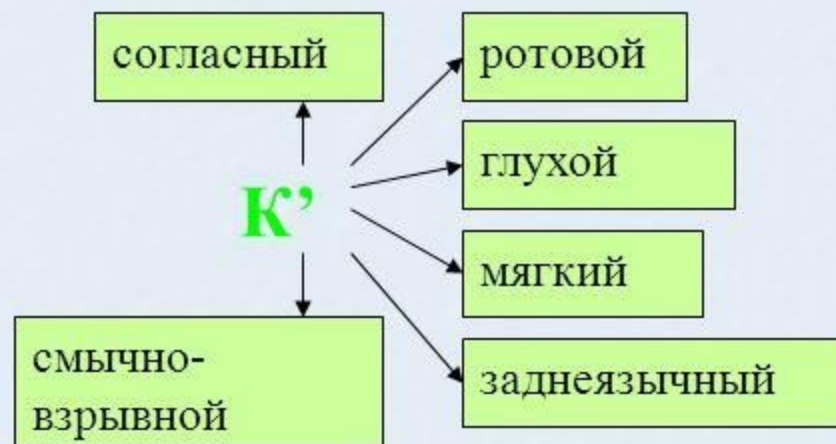 согласный
ротовой
глухой
К’
мягкий
смычно-
взрывной
заднеязычный